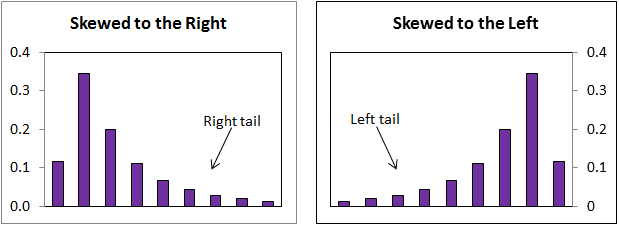 Skewed to the Right
0.4
0.3
0.2
0.1
0.0
Right tail
Skewed to the Left
Left tail
0.4
0.3
0.2
0.1
0